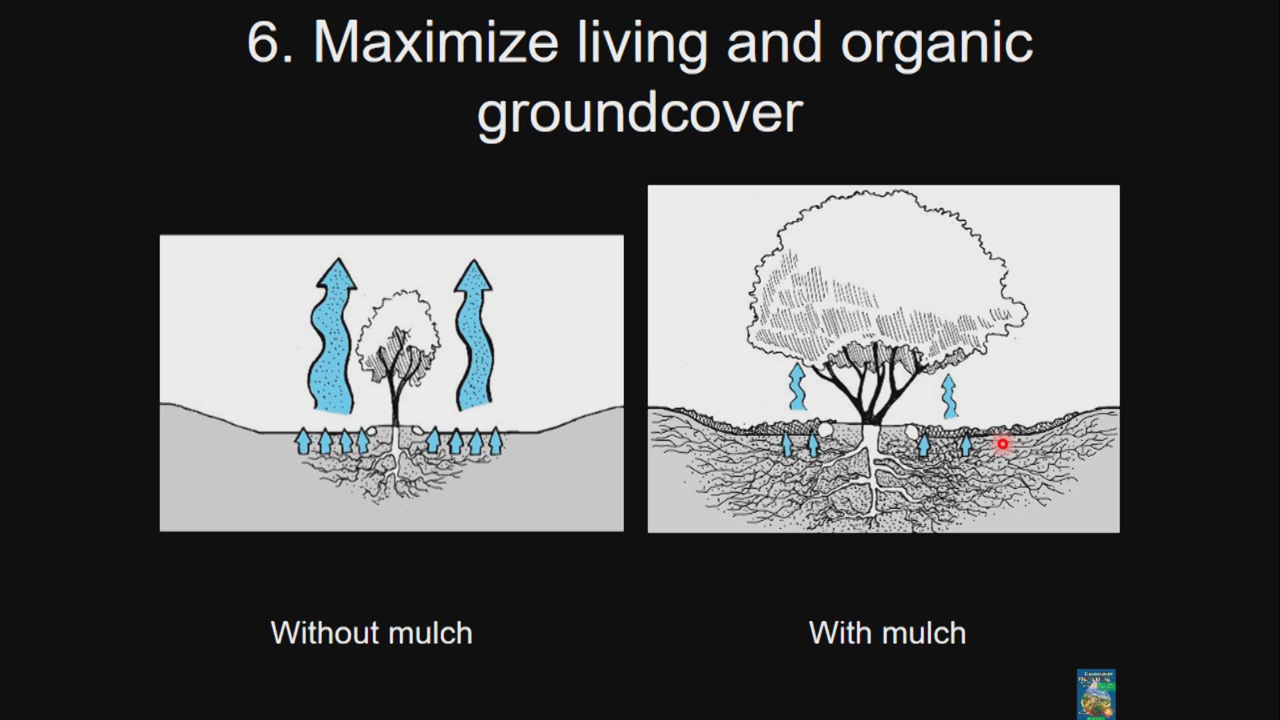 6. Maximize living and organic
groundcover
Without mulch
With mulch